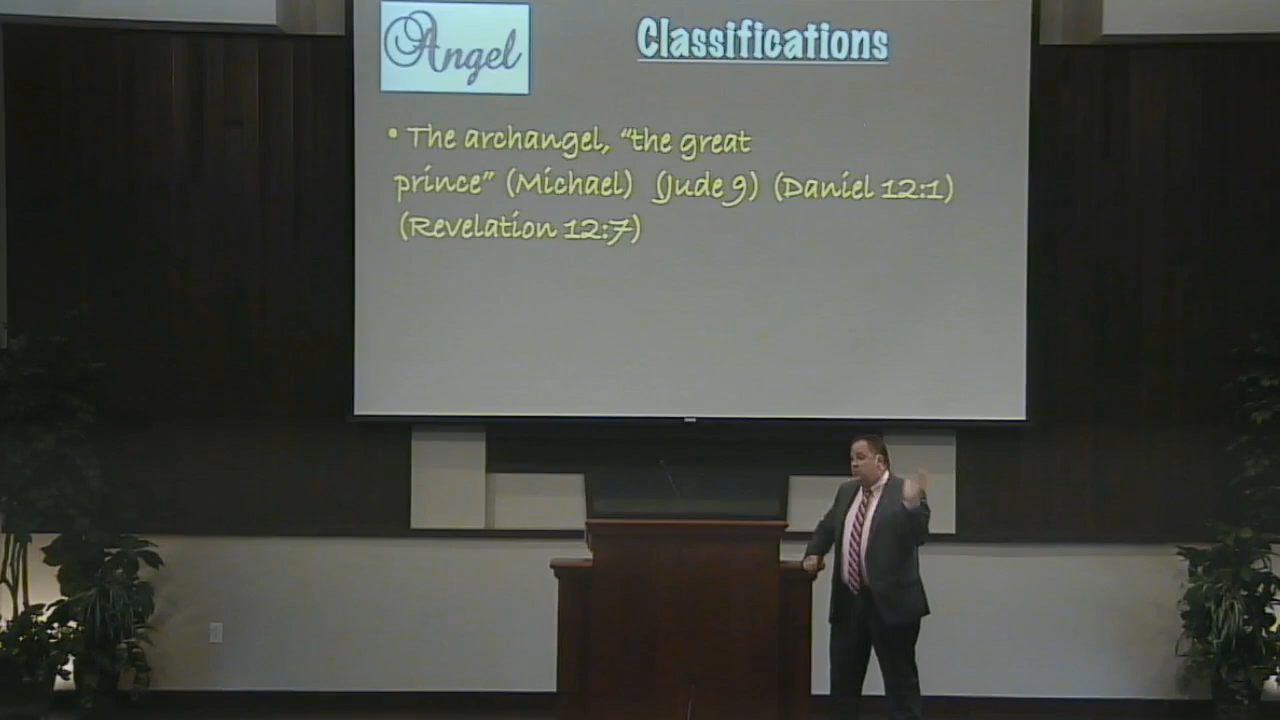 Angel
Classifications
• The archangel, “the great
prince” (Michael) (Jude 9) (Daniel 12:1)
(Revelation 12:7)